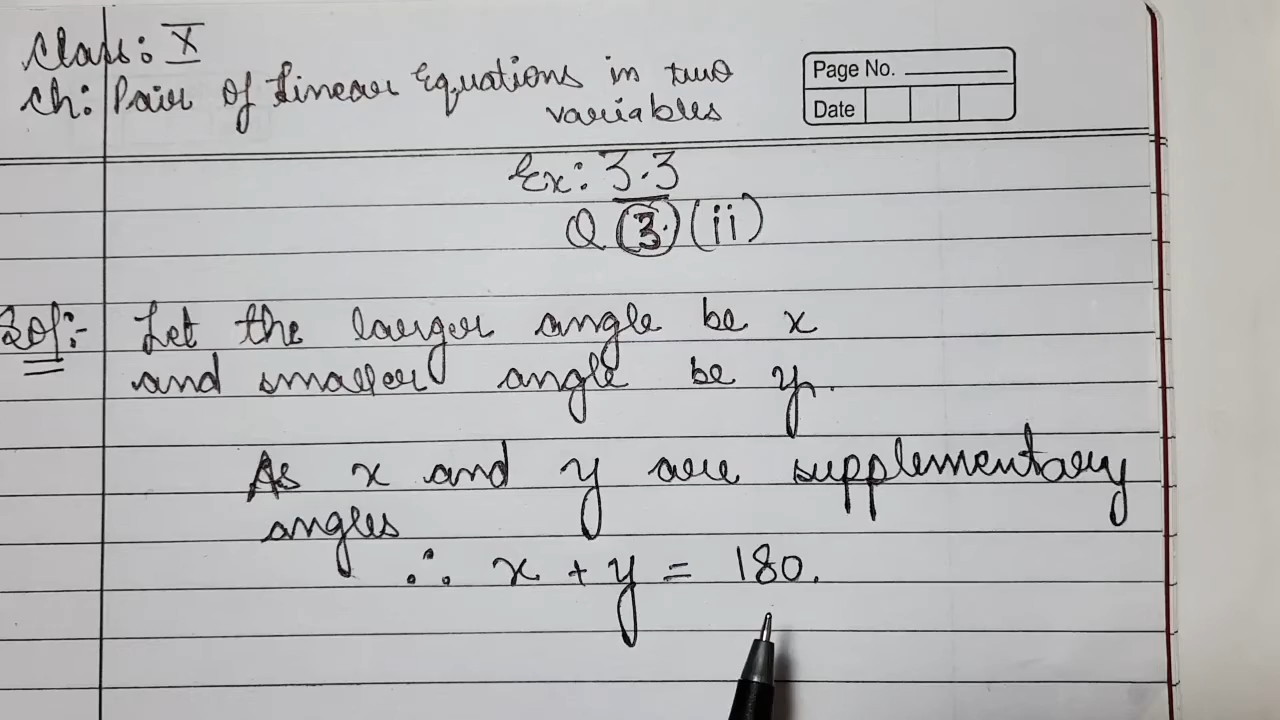 Class: X
Ch: Pair of Linear Equations in two
variables
Page No.
Date
Ex: 3.3
Q (3.) (ii)
Sol:- Let the larger angle be x
and smaller angle be y.
As x and y are supplementary
angles
∴ x + y = 180.